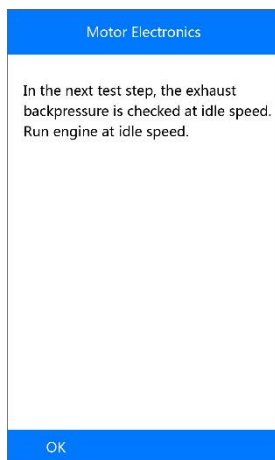 Motor Electronics
In the next test step, the exhaust
backpressure is checked at idle speed.
Run engine at idle speed.
OK